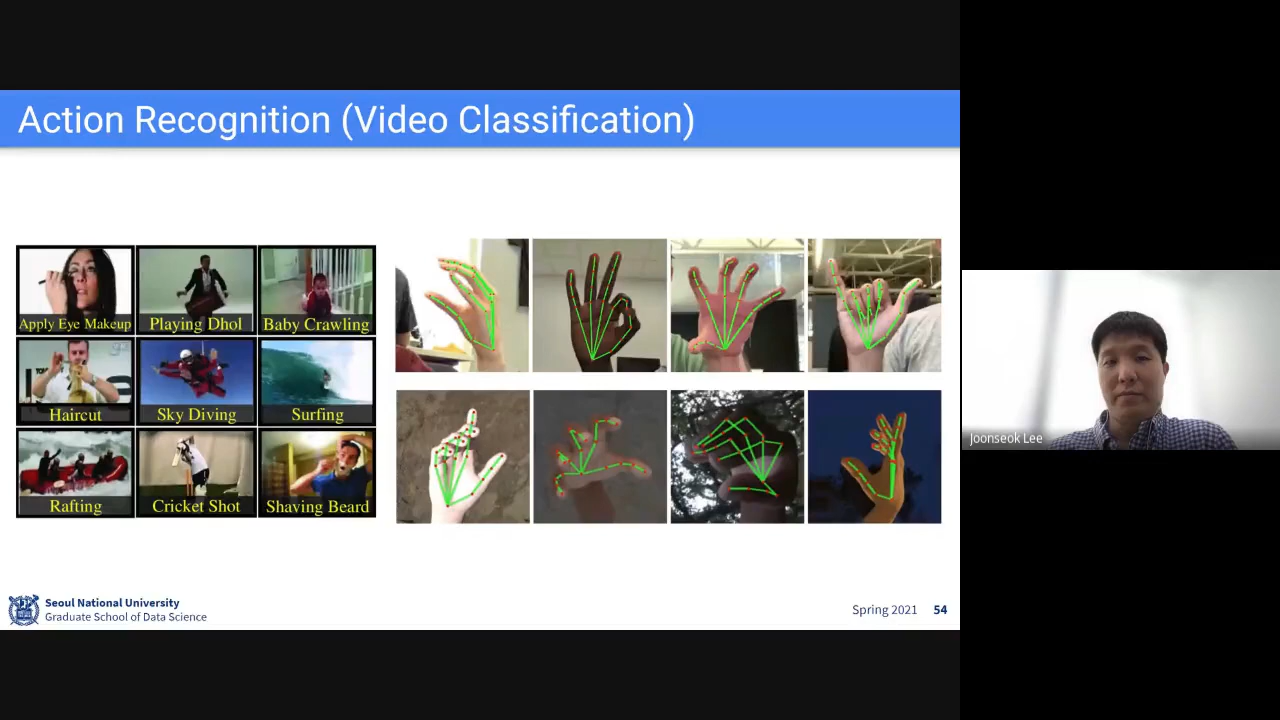 Action Recognition (Video Classification)
Apply Eye Makeup
Playing Dhol
Baby Crawling
Haircut
Sky Diving
Surfing
Rafting
Cricket Shot
Shaving Beard
Joonseok Lee
Seoul National University
Graduate School of Data Science
Spring 2021 54